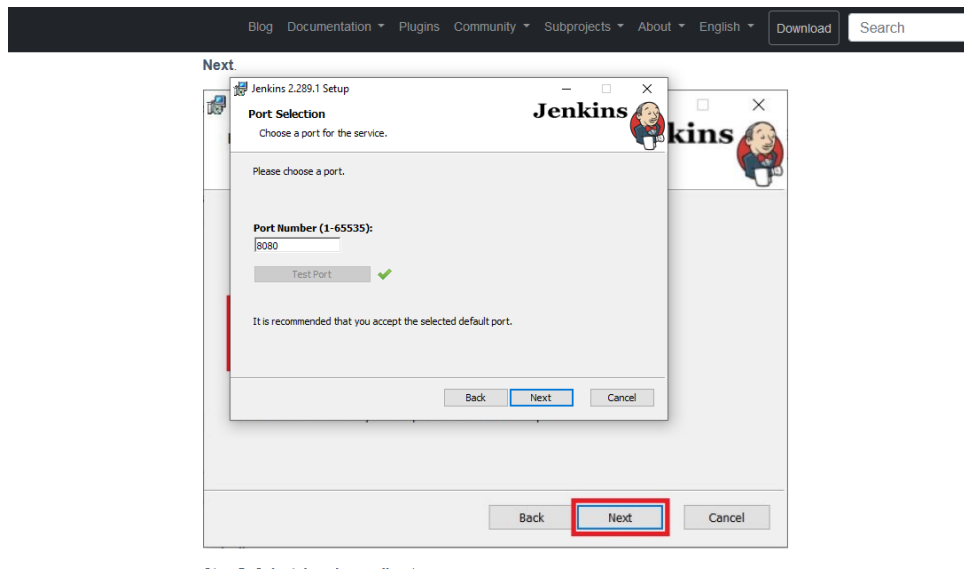 Blog Documentation Plugins Community Subprojects About English Download Search
Next.
Jenkins 2.289.1 Setup
Port Selection
Choose a port for the service.
Jenkins
kins
Please choose a port.
Port Number (1-65535):
8080
Test Port
It is recommended that you accept the selected default port.
Back Next Cancel
Back Next Cancel